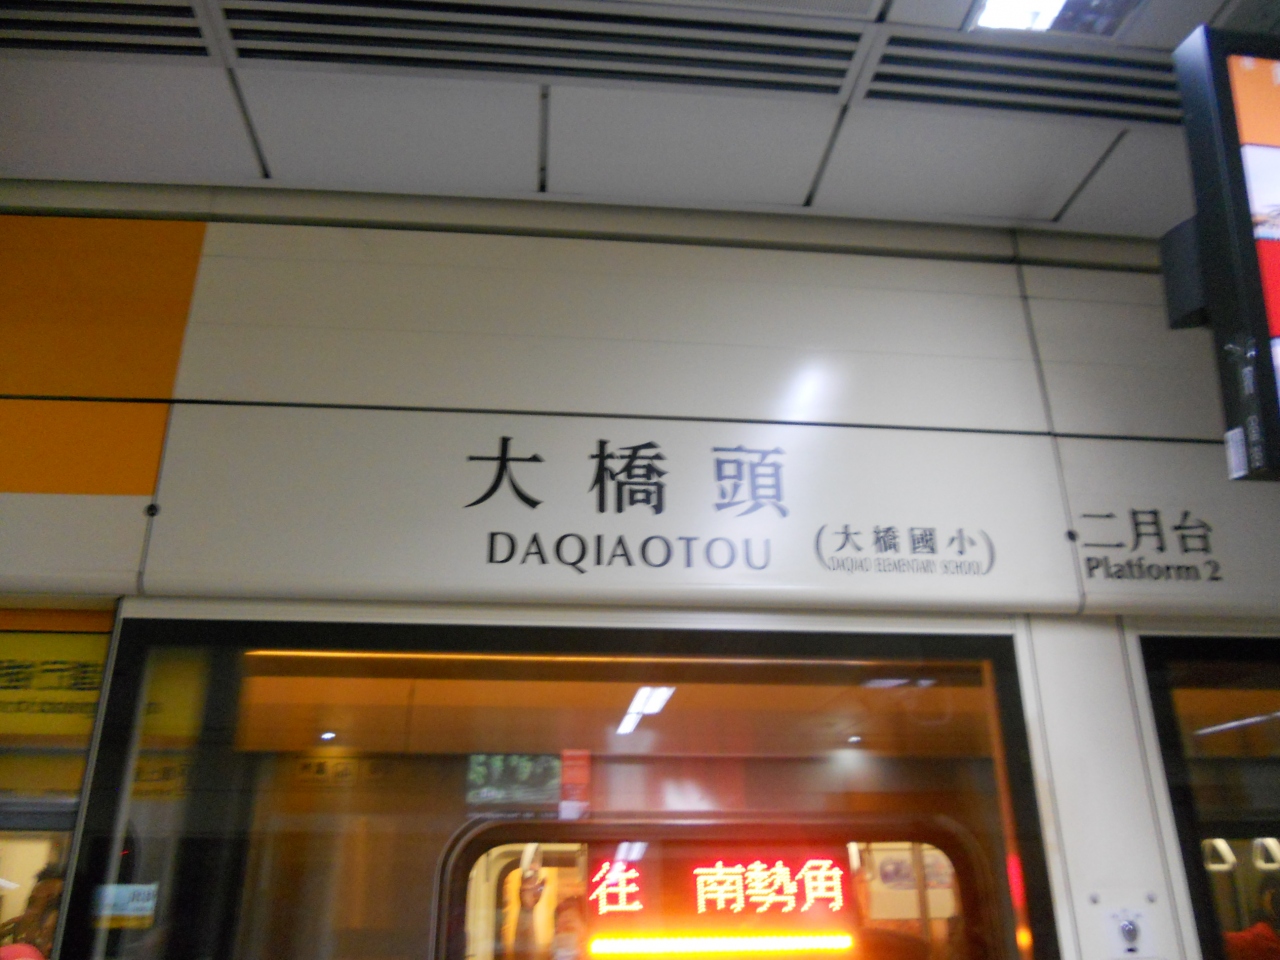 大橋頭
DAQIAOTOU
(大橋國小)
DAQIAO ELEMENTARY SCHOOL
二月台
Platform 2
往 南勢角